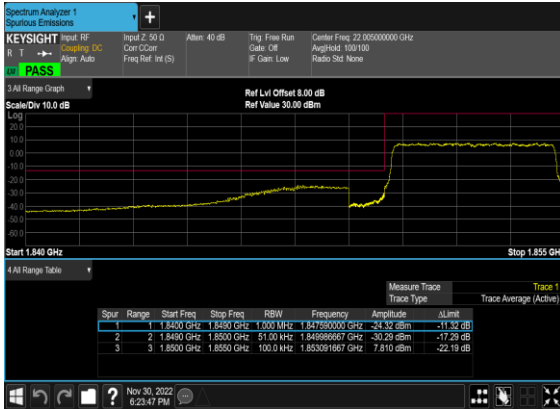 Spectrum Analyzer 1
Spurious Emissions
KEYSIGHT Input: RF Input Z: 50 Ω Atten: 40 dB Trig: Free Run Center Freq: 22.005000000 GHz
R T Coupling: DC Corr CCorr Gate: Off Avg|Hold: 100/100
Align: Auto Freq Ref: Int (S) IF Gain: Low Radio Std: None
PASS
3 All Range Graph
Ref Lvl Offset 8.00 dB
Scale/Div 10.0 dB Ref Value 30.00 dBm
Log
20.0
10.0
0.00
-10.0
-20.0
-30.0
-40.0
-50.0
-60.0
Start 1.840 GHz Stop 1.855 GH
4 All Range Table
Measure Trace Trace 1
Trace Type Trace Average (Active)
Spur Range Start Freq Stop Freq RBW Frequency Amplitude ΔLimit
1 1 1.8400 GHz 1.8490 GHz 1.000 MHz 1.847590000 GHz -24.32 dBm -11.32 dB
2 2 1.8490 GHz 1.8500 GHz 51.00 kHz 1.849986667 GHz -30.29 dBm -17.29 dB
3 3 1.8500 GHz 1.8550 GHz 100.0 kHz 1.853091667 GHz 7.810 dBm -22.19 dB
? Nov 30, 2022
6:23:47 PM